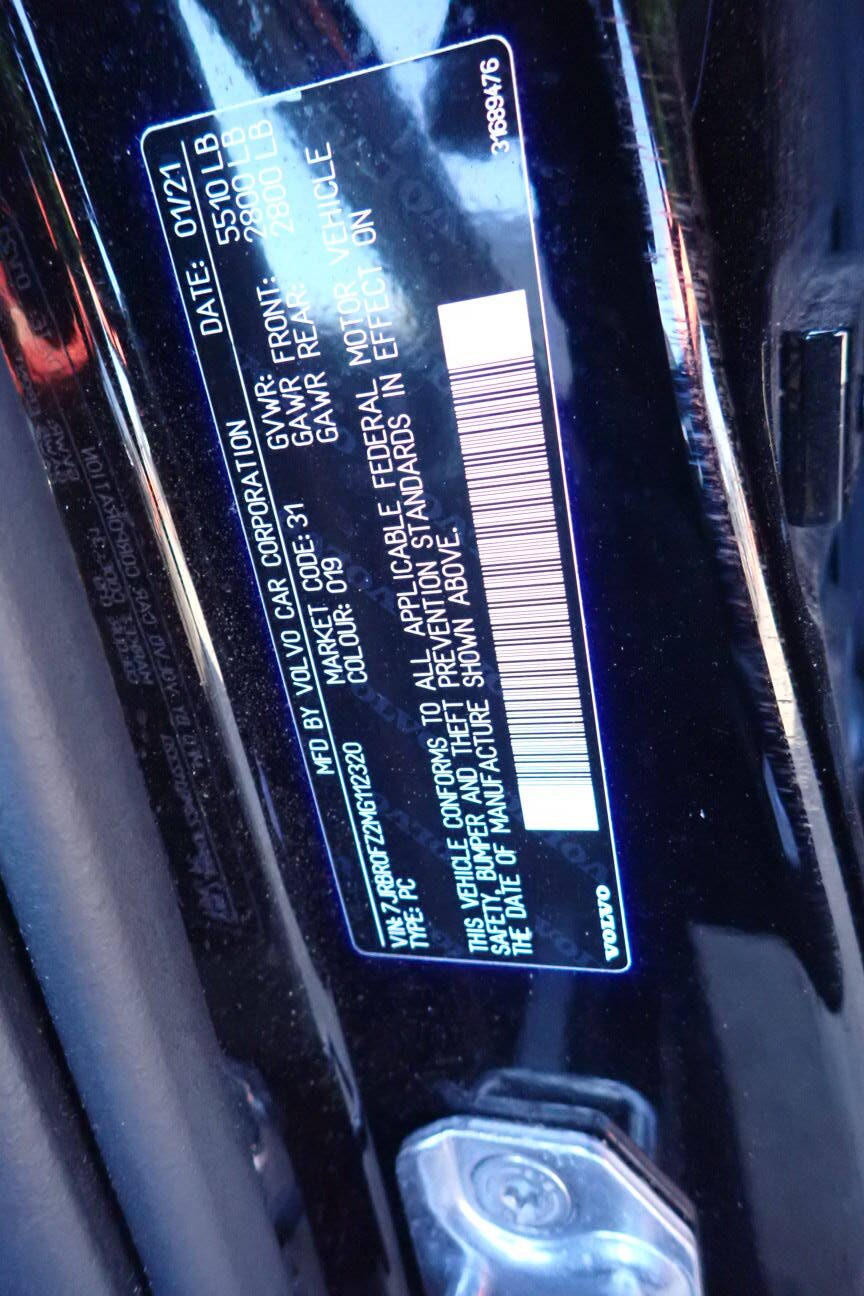 MFD BY VOLVO CAR CORPORATION DATE: 01/21
VIN: 7JRBR0FZ2MG112320 MARKET CODE: 31 GVWR: 5510 LB
TYPE: PC COLOUR: 019 GAWR FRONT: 2800 LB
GAWR REAR: 2800 LB
THIS VEHICLE CONFORMS TO ALL APPLICABLE FEDERAL MOTOR VEHICLE
SAFETY, BUMPER AND THEFT PREVENTION STANDARDS IN EFFECT ON
THE DATE OF MANUFACTURE SHOWN ABOVE.
VOLVO 31689476